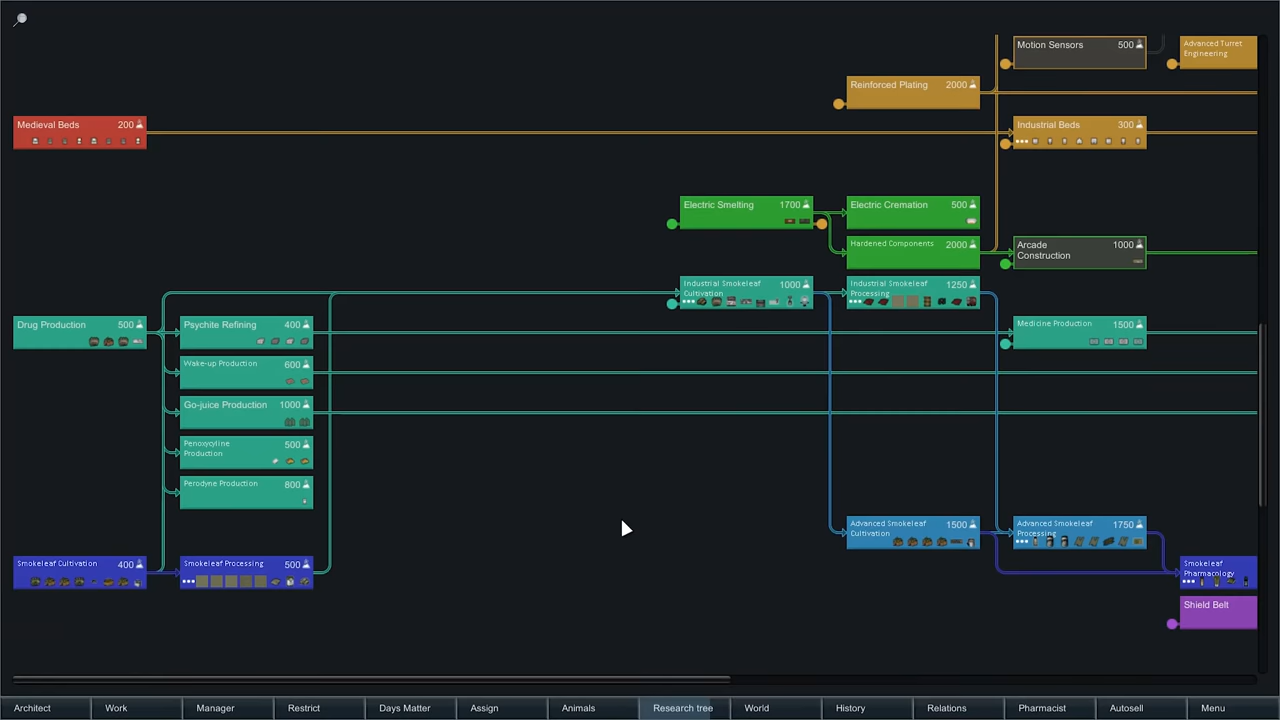 Motion Sensors 500
Advanced Turret
Engineering
Reinforced Plating 2000
Medieval Beds 200
Industrial Beds 300
Electric Smelting 1700
Electric Cremation 500
Hardened Components 2000
Arcade
Construction 1000
Industrial Smokeleaf
Cultivation 1000
Industrial Smokeleaf
Processing 1250
Drug Production 500
Psychite Refining 400
Medicine Production 1500
Wake-up Production 600
Go-juice Production 1000
Penoxycyline
Production 500
Perodyne Production 800
Advanced Smokeleaf
Cultivation 1500
Advanced Smokeleaf
Processing 1750
Smokeleaf Cultivation 400
Smokeleaf Processing 500
Smokeleaf
Pharmacology
Shield Belt
Architect Work Manager Restrict Days Matter Assign Animals Research tree World History Relations Pharmacist Autosell Menu